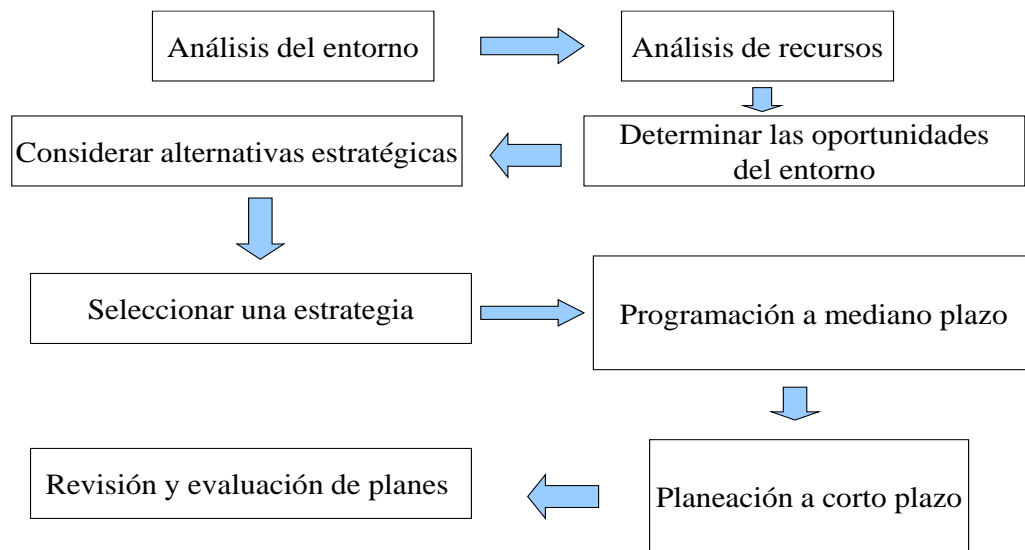 Análisis del entorno
Análisis de recursos
Determinar las oportunidades
del entorno
Considerar alternativas estratégicas
Seleccionar una estrategia
Programación a mediano plazo
Planeación a corto plazo
Revisión y evaluación de planes